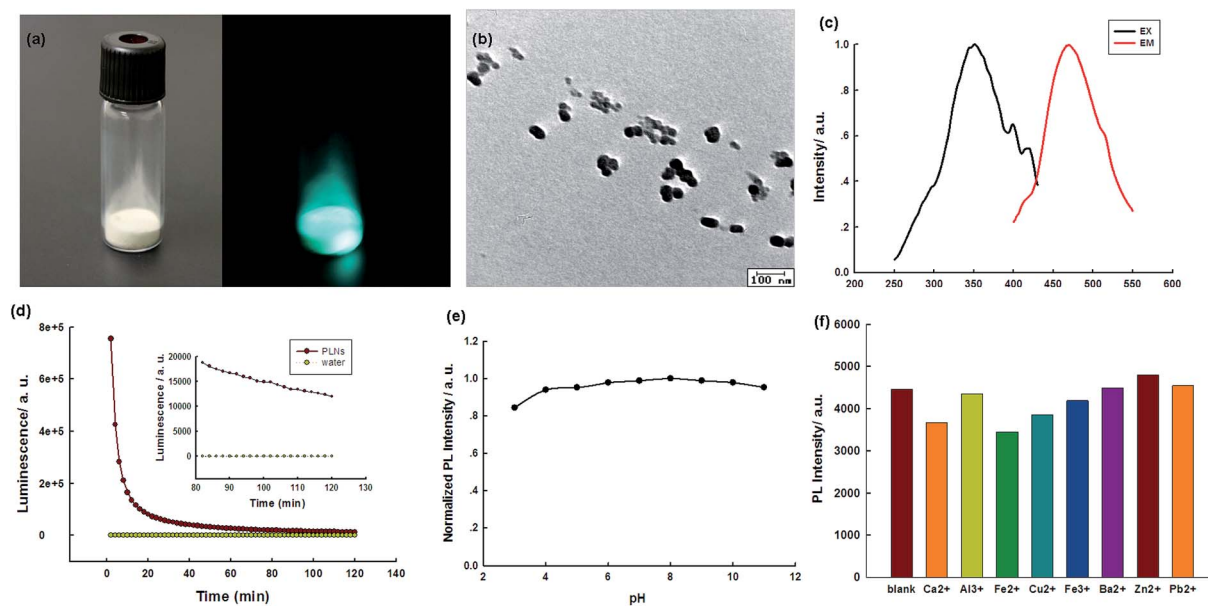 (a)
(b)
100 nm
(c)
EX
EM
Intensity/ a.u.
1.0
.8
.6
.4
.2
0.0
200 250 300 350 400 450 500 550 600
(d)
Luminescence/ a. u.
8e+5
6e+5
4e+5
2e+5
0
0 20 40 60 80 100 120 140
Time (min)
PLNs
water
Luminescence / a. u.
20000
15000
10000
5000
0
80 90 100 110 120 130
Time (min)
(e)
Normalized PL Intensity / a. u.
1.4
1.2
1.0
.8
.6
.4
.2
0.0
2 4 6 8 10 12
pH
(f)
PL Intensity/ a.u.
6000
5000
4000
3000
2000
1000
0
blank Ca2+ Al3+ Fe2+ Cu2+ Fe3+ Ba2+ Zn2+ Pb2+